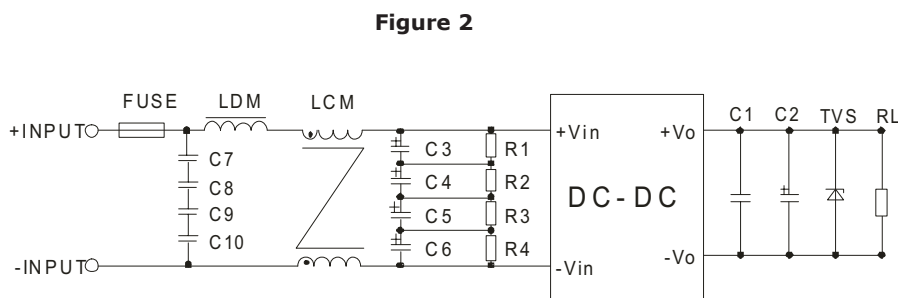 Figure 2
FUSE LDM LCM
C1 C2 TVS RL
+INPUT
+Vin +Vo
C3 R1
C7
C4 R2
C8
DC-DC
C9
C5 R3
C10
C6 R4
-INPUT
-Vin -Vo